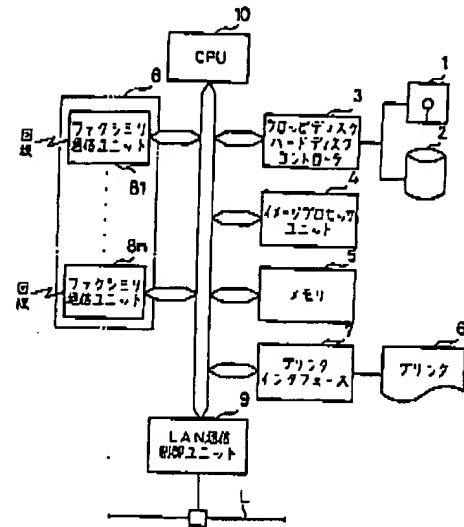 10
CPU
8
回線
ファクシミリ
通信ユニット
81
回線
8n
ファクシミリ
通信ユニット
3
フロッピディスク
ハードディスク
コントローラ
1
2
4
イメージプロセッサ
ユニット
5
メモリ
7
プリンタ
インタフェース
6
プリンタ
9
LAN通信
制御ユニット
L